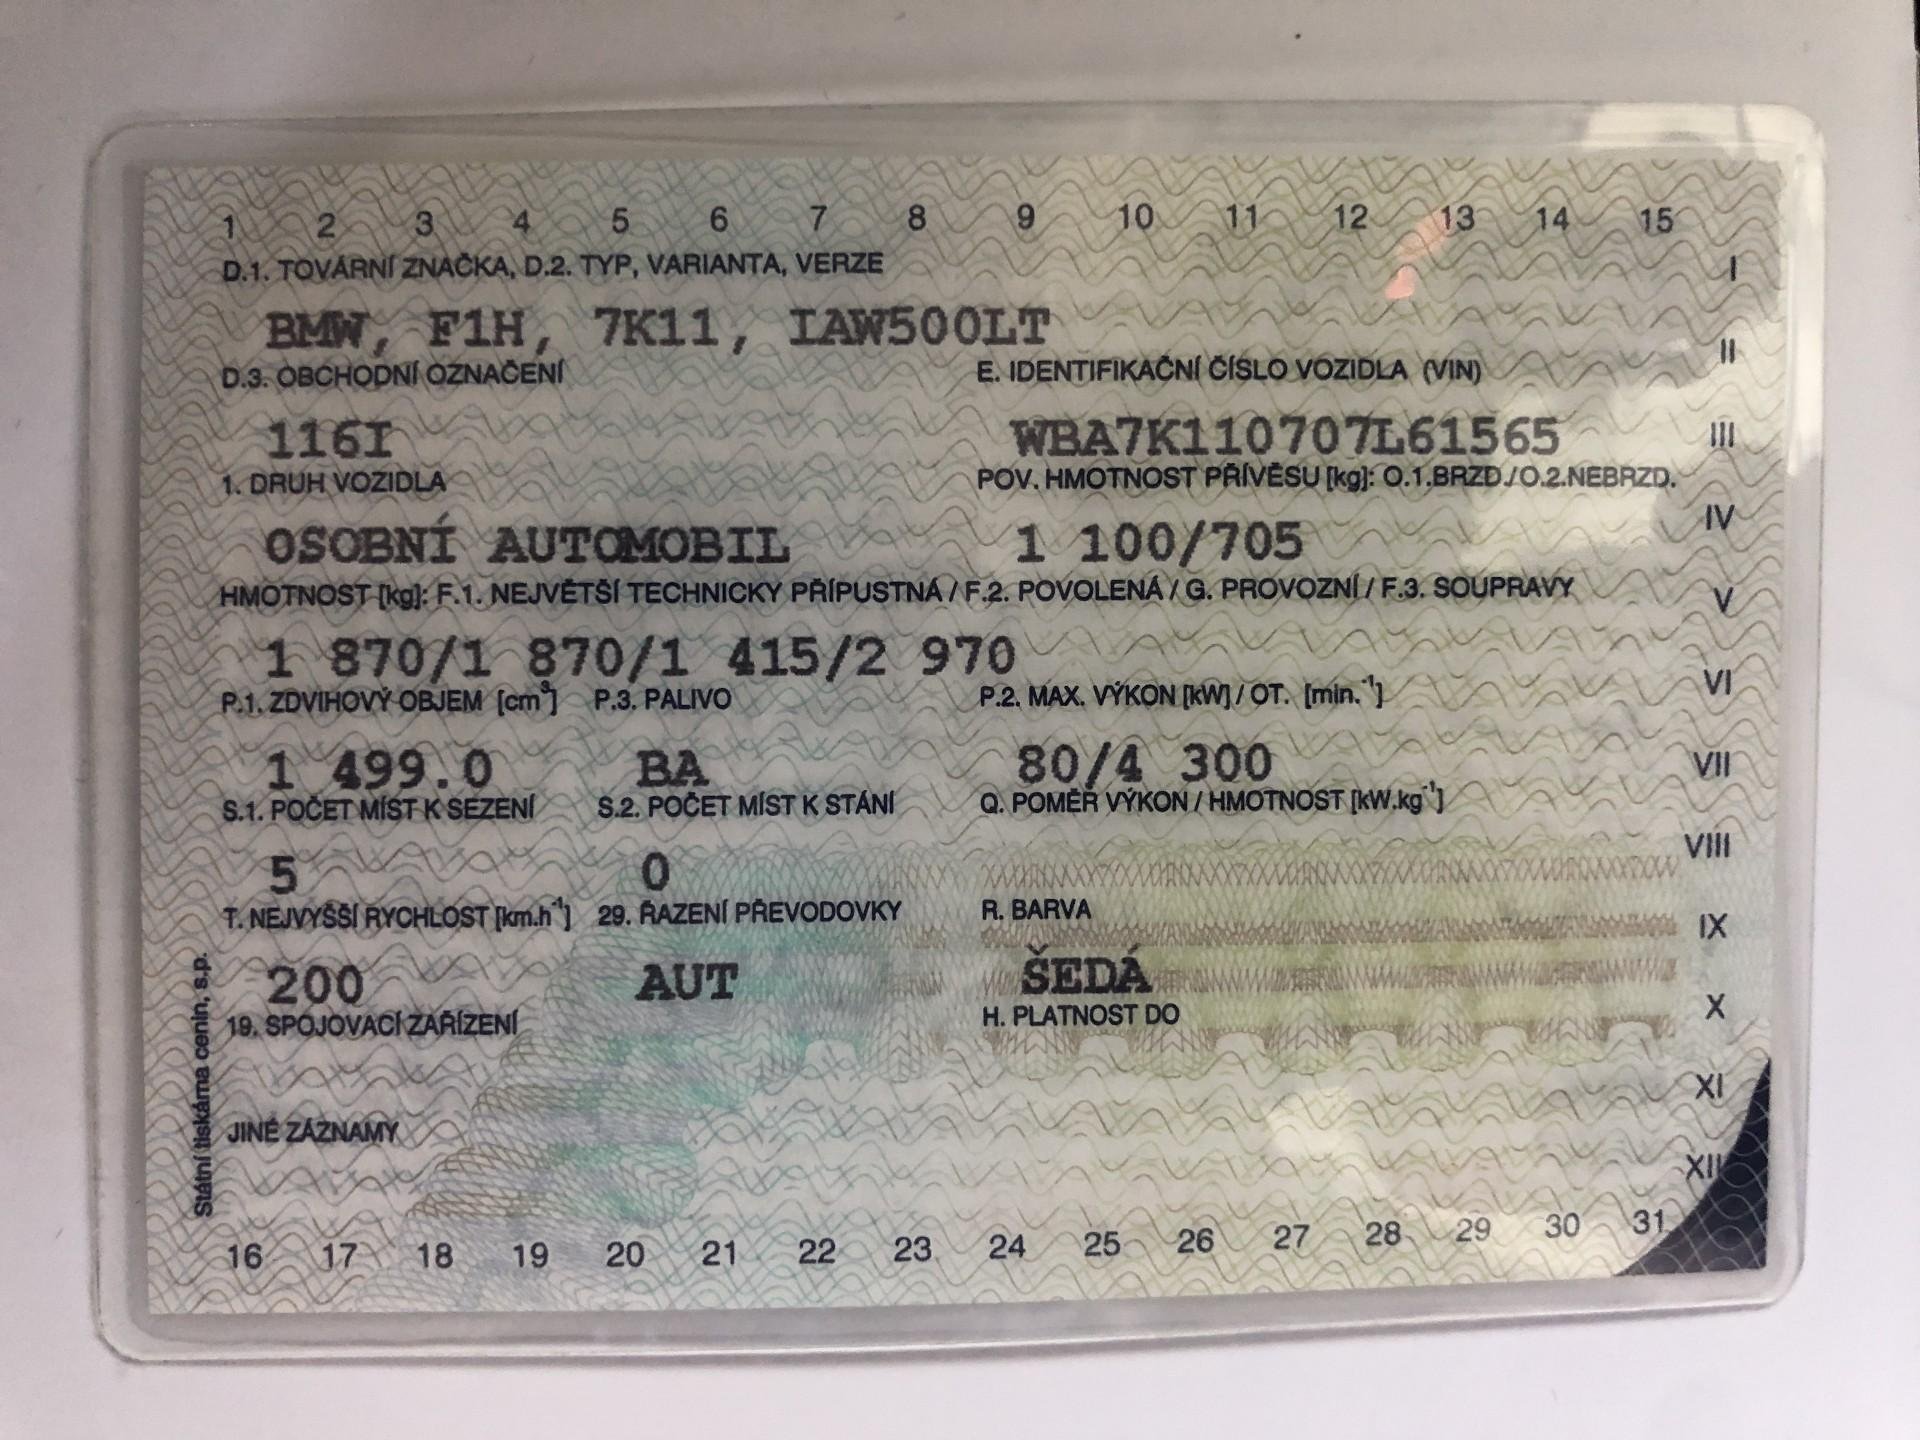 1 2 3 4 5 6 7 8 9 10 11 12 13 14 15
D.1. TOVÁRNÍ ZNAČKA, D.2. TYP, VARIANTA, VERZE I
BMW, F1H, 7K11, IAW500LT
D.3. OBCHODNÍ OZNAČENÍ E. IDENTIFIKAČNÍ ČÍSLO VOZIDLA (VIN) II
116I WBA7K110707L61565 III
1. DRUH VOZIDLA POV. HMOTNOST PŘÍVĚSU [kg]: O.1.BRZD./O.2.NEBRZD.
OSOBNÍ AUTOMOBIL 1 100/705 IV
HMOTNOST [kg]: F.1. NEJVĚTŠÍ TECHNICKY PŘÍPUSTNÁ / F.2. POVOLENÁ / G. PROVOZNÍ / F.3. SOUPRAVY V
1 870/1 870/1 415/2 970
P.1. ZDVIHOVÝ OBJEM [cm³] P.3. PALIVO P.2. MAX. VÝKON [kW] / OT. [min.⁻¹] VI
1 499.0 BA 80/4 300 VII
S.1. POČET MÍST K SEZENÍ S.2. POČET MÍST K STÁNÍ Q. POMĚR VÝKON / HMOTNOST [kW.kg⁻¹]
5 0 VIII
T. NEJVYŠŠÍ RYCHLOST [km.h⁻¹] 29. ŘAZENÍ PŘEVODOVKY R. BARVA IX
200 AUT ŠEDÁ
19. SPOJOVACÍ ZAŘÍZENÍ H. PLATNOST DO X
XI
JINÉ ZÁZNAMY
XII
16 17 18 19 20 21 22 23 24 25 26 27 28 29 30 31
Státní tiskárna cenin, s.p.